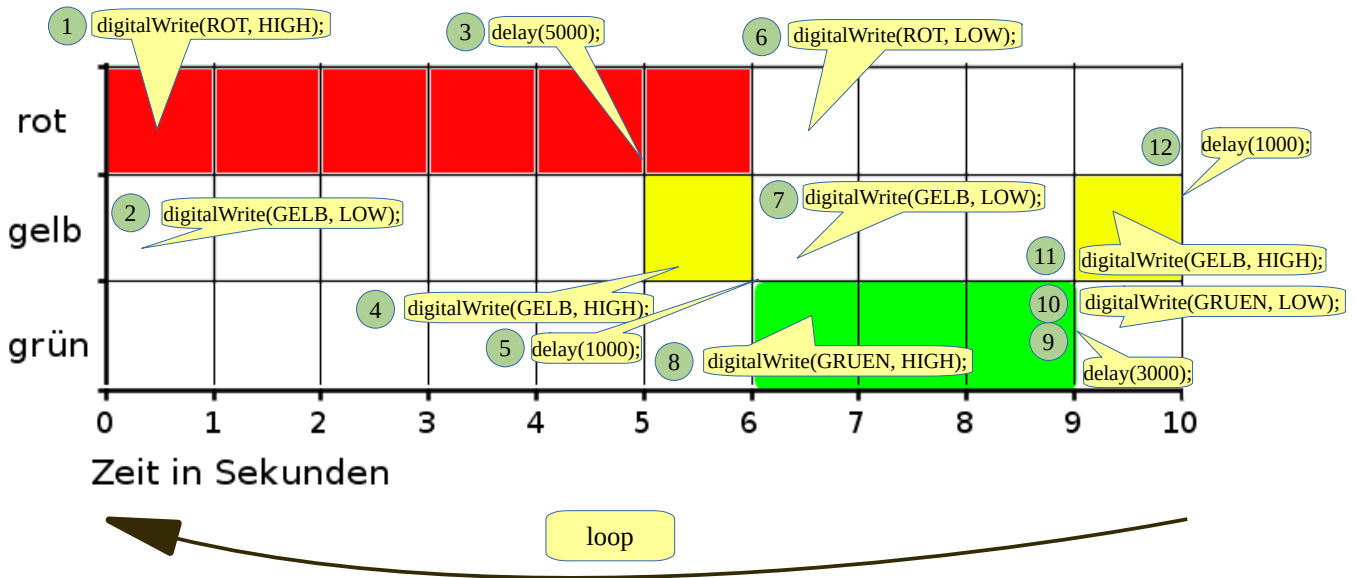 1 digitalWrite(ROT, HIGH);
3 delay(5000);
6 digitalWrite(ROT, LOW);
rot
12 delay(1000);
2 digitalWrite(GELB, LOW);
7 digitalWrite(GELB, LOW);
gelb
11 digitalWrite(GELB, HIGH);
4 digitalWrite(GELB, HIGH);
10 digitalWrite(GRUEN, LOW);
grün
5 delay(1000);
8 digitalWrite(GRUEN, HIGH);
9 delay(3000);
0 1 2 3 4 5 6 7 8 9 10
Zeit in Sekunden
loop